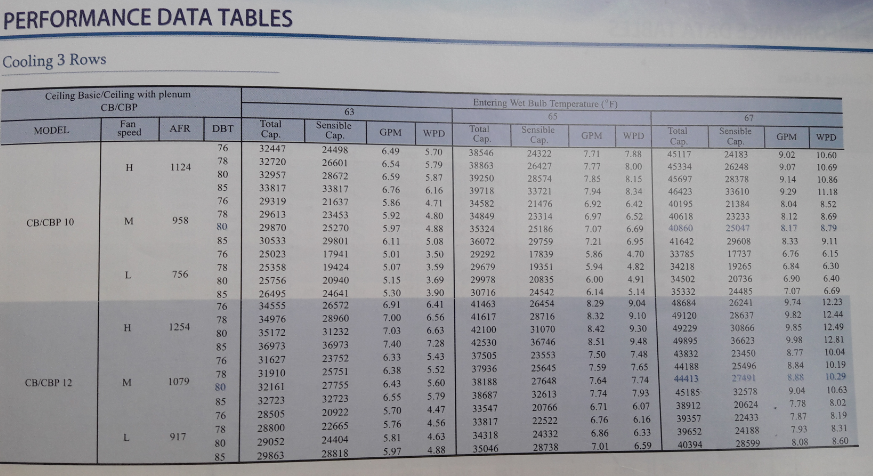 PERFORMANCE DATA TABLES
Cooling 3 Rows
Ceiling Basic/Ceiling with plenum CB/CBP Entering Wet Bulb Temperature (°F)
63 65 67
MODEL Fan speed AFR DBT Total Cap. Sensible Cap. GPM WPD Total Cap. Sensible Cap. GPM WPD Total Cap. Sensible Cap. GPM WPD
76 32447 24498 6.49 5.70 38546 24322 7.71 7.88 45117 24183 9.02 10.60
H 1124 78 32720 26601 6.54 5.79 38863 26427 7.77 8.00 45334 26248 9.07 10.69
80 32957 28672 6.59 5.87 39250 28574 7.85 8.15 45697 28378 9.14 10.86
85 33817 33817 6.76 6.16 39718 33721 7.94 8.34 46423 33610 9.29 11.18
76 29319 21637 5.86 4.71 34582 21476 6.92 6.42 40195 21384 8.04 8.52
CB/CBP 10 M 958 78 29613 23453 5.92 4.80 34849 23314 6.97 6.52 40618 23233 8.12 8.69
80 29870 25270 5.97 4.88 35324 25186 7.07 6.69 40860 25047 8.17 8.79
85 30533 29801 6.11 5.08 36072 29759 7.21 6.95 41642 29608 8.33 9.11
76 25023 17941 5.01 3.50 29292 17839 5.86 4.70 33785 17737 6.76 6.15
L 756 78 25358 19424 5.07 3.59 29679 19351 5.94 4.82 34218 19265 6.84 6.30
80 25756 20940 5.15 3.69 29978 20835 6.00 4.91 34502 20736 6.90 6.40
85 26495 24641 5.30 3.90 30716 24542 6.14 5.14 35332 24485 7.07 6.69
76 34555 26572 6.91 6.41 41463 26454 8.29 9.04 48684 26241 9.74 12.23
H 1254 78 34976 28960 7.00 6.56 41617 28716 8.32 9.10 49120 28637 9.82 12.44
80 35172 31232 7.03 6.63 42100 31070 8.42 9.30 49229 30866 9.85 12.49
85 36973 36973 7.40 7.28 42530 36746 8.51 9.48 49895 36623 9.98 12.81
76 31627 23752 6.33 5.43 37505 23553 7.50 7.48 43832 23450 8.77 10.04
CB/CBP 12 M 1079 78 31910 25751 6.38 5.52 37936 25645 7.59 7.65 44188 25496 8.84 10.19
80 32161 27755 6.43 5.60 38188 27648 7.64 7.74 44413 27491 8.88 10.29
85 32723 32723 6.55 5.79 38687 32613 7.74 7.93 45185 32578 9.04 10.63
76 28505 20922 5.70 4.47 33547 20766 6.71 6.07 38912 20624 7.78 8.02
L 917 78 28800 22665 5.76 4.56 33817 22522 6.76 6.16 39357 22433 7.87 8.19
80 29052 24404 5.81 4.63 34318 24332 6.86 6.33 39652 24188 7.93 8.31
85 29863 28818 5.97 4.88 35046 28738 7.01 6.59 40394 28599 8.08 8.60